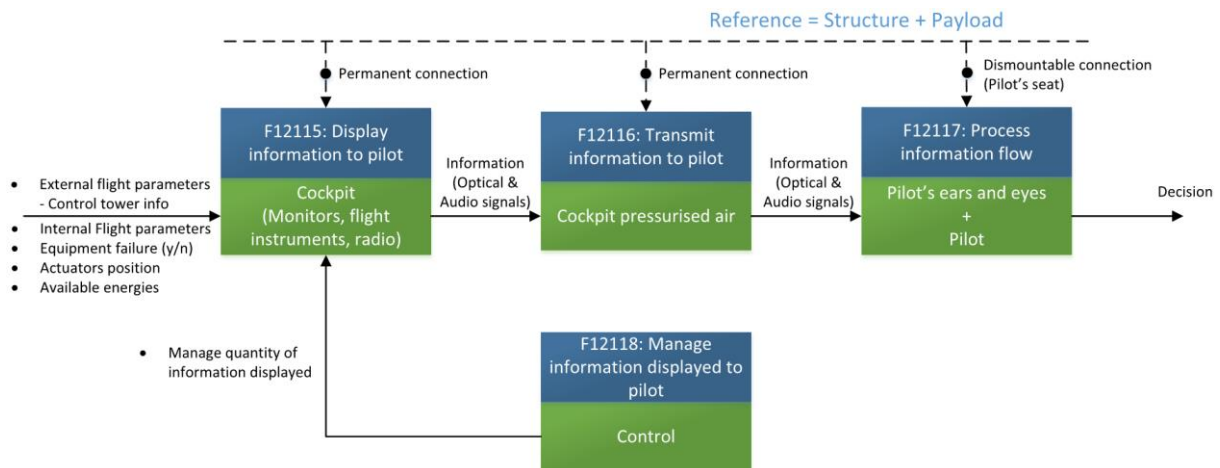 Reference = Structure + Payload
Permanent connection
Permanent connection
Dismountable connection
(Pilot's seat)
F12115: Display
information to pilot
Cockpit
(Monitors, flight
instruments, radio)
F12116: Transmit
information to pilot
Cockpit pressurised air
F12117: Process
information flow
Pilot's ears and eyes
+
Pilot
• External flight parameters
- Control tower info
• Internal Flight parameters
• Equipment failure (y/n)
• Actuators position
• Available energies
Information
(Optical &
Audio signals)
Information
(Optical &
Audio signals)
Decision
• Manage quantity of
information displayed
F12118: Manage
information displayed to
pilot
Control